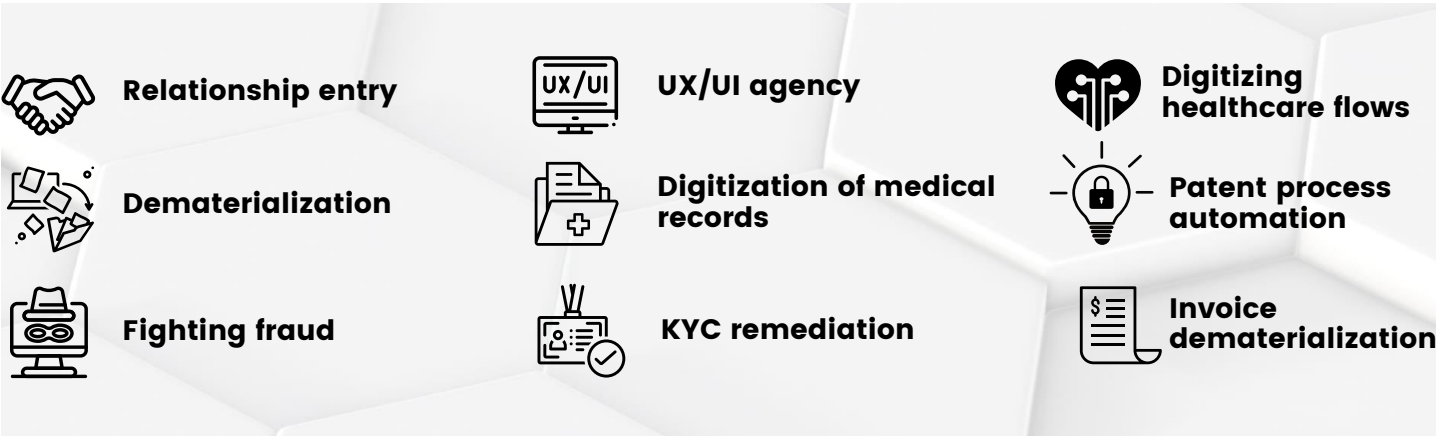 Relationship entry
UX/UI
UX/UI agency
Digitizing
healthcare flows
Dematerialization
Digitization of medical
records
Patent process
automation
Fighting fraud
KYC remediation
$
Invoice
dematerialization